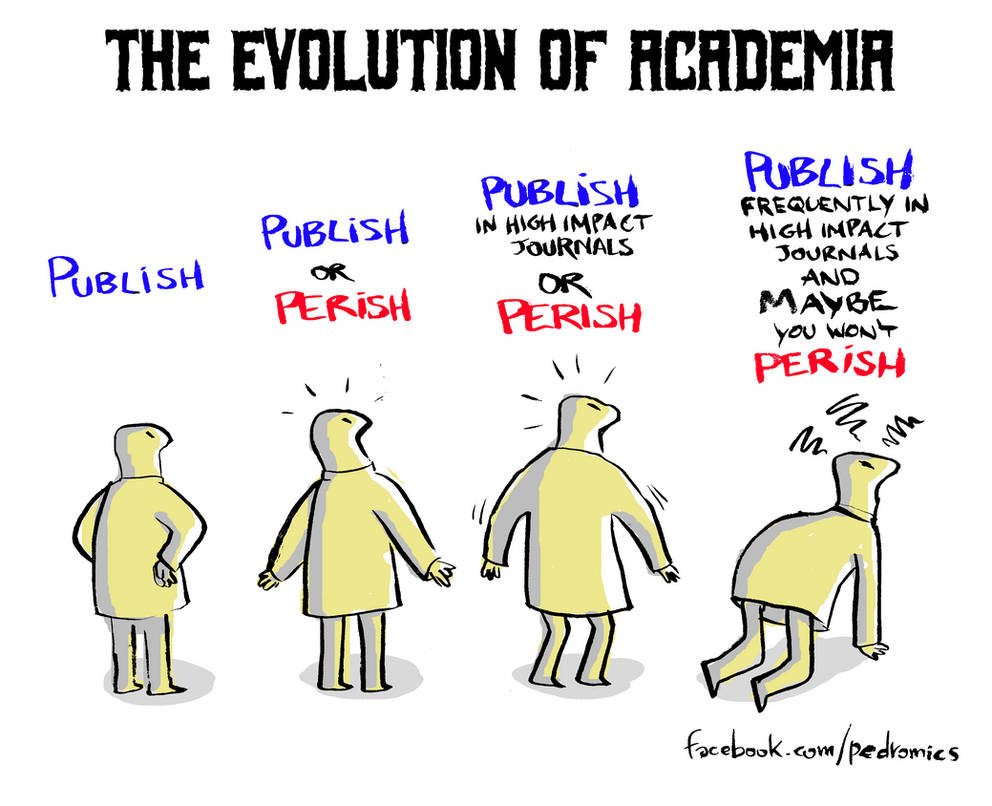 THE EVOLUTION OF ACADEMIA
PUBLISH
PUBLISH
OR
PERISH
PUBLISH
IN HIGH IMPACT
JOURNALS
OR
PERISH
PUBLISH
FREQUENTLY IN
HIGH IMPACT
JOURNALS
AND
MAYBE
YOU WON'T
PERISH
facebook.com/pedromics